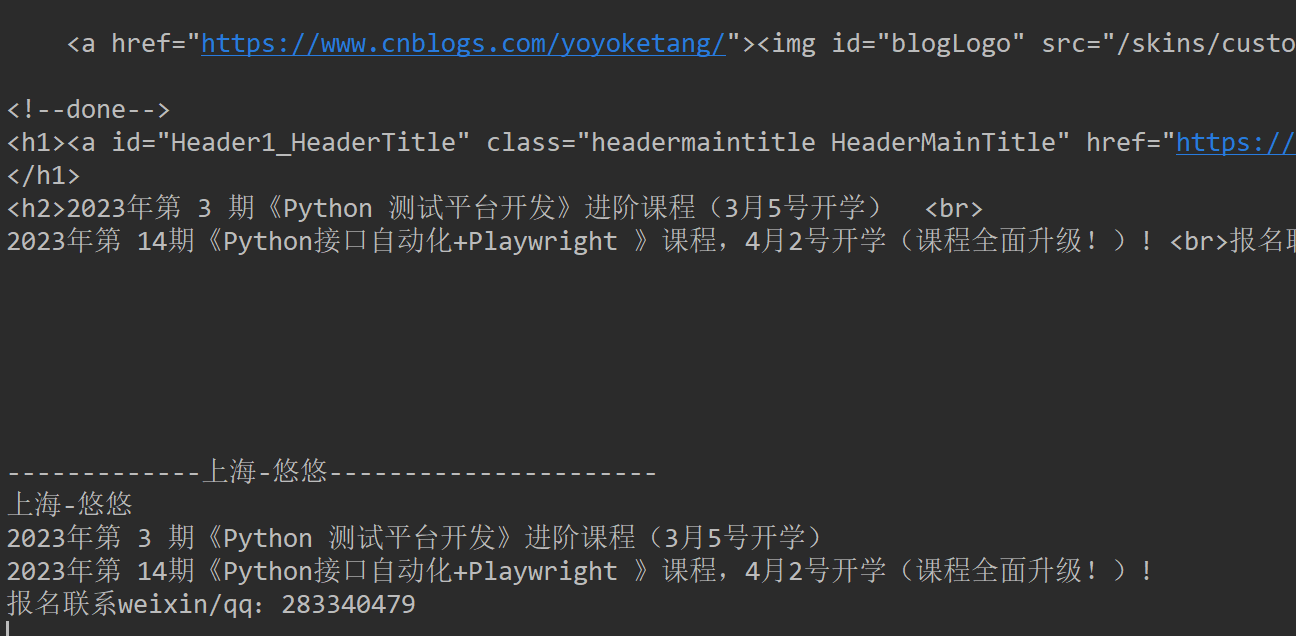 <a href="https://www.cnblogs.com/yoyoketang/"><img id="blogLogo" src="/skins/custo
<!--done-->
<h1><a id="Header1_HeaderTitle" class="headermaintitle HeaderMainTitle" href="https://
</h1>
<h2>2023年第 3 期《Python 测试平台开发》进阶课程（3月5号开学）  <br>
2023年第 14期《Python接口自动化+Playwright 》课程，4月2号开学（课程全面升级！）! <br>报名联
-------------上海-悠悠----------------------
上海-悠悠
2023年第 3 期《Python 测试平台开发》进阶课程（3月5号开学）
2023年第 14期《Python接口自动化+Playwright 》课程，4月2号开学（课程全面升级！）!
报名联系weixin/qq：283340479